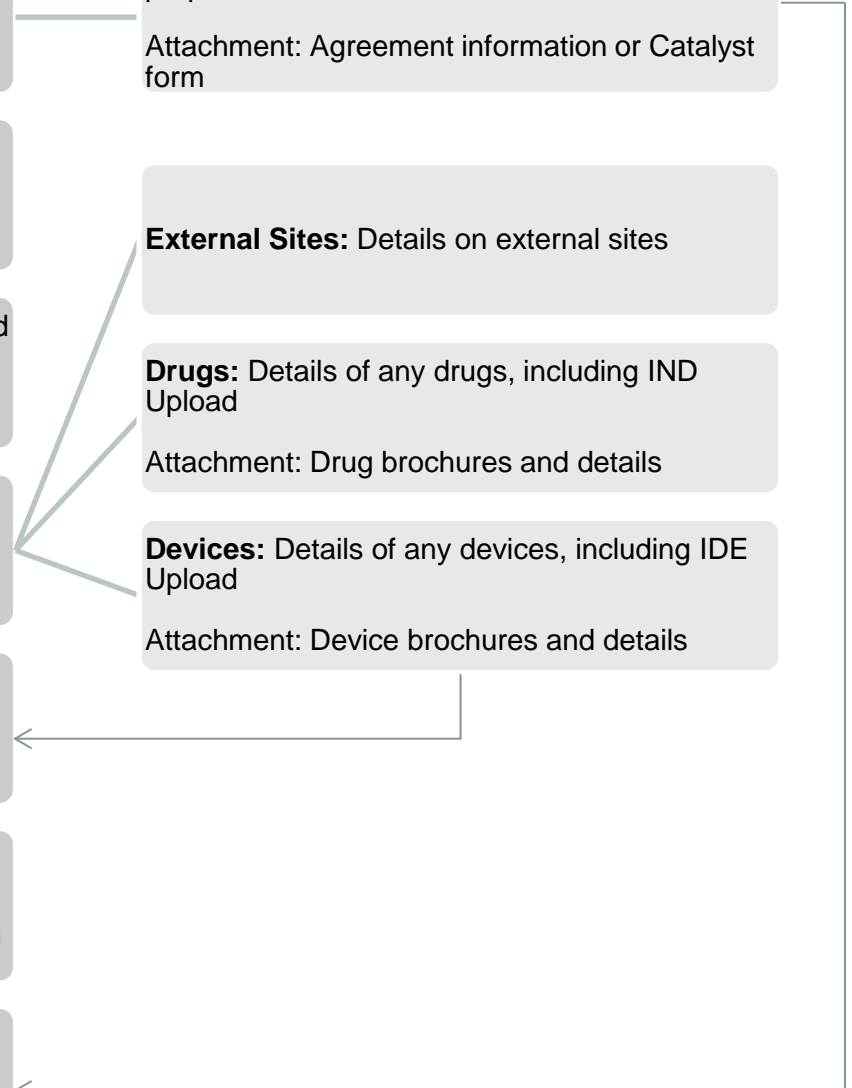 Attachment: Agreement information or Catalyst
form
External Sites: Details on external sites
d
Drugs: Details of any drugs, including IND
Upload
Attachment: Drug brochures and details
Devices: Details of any devices, including IDE
Upload
Attachment: Device brochures and details